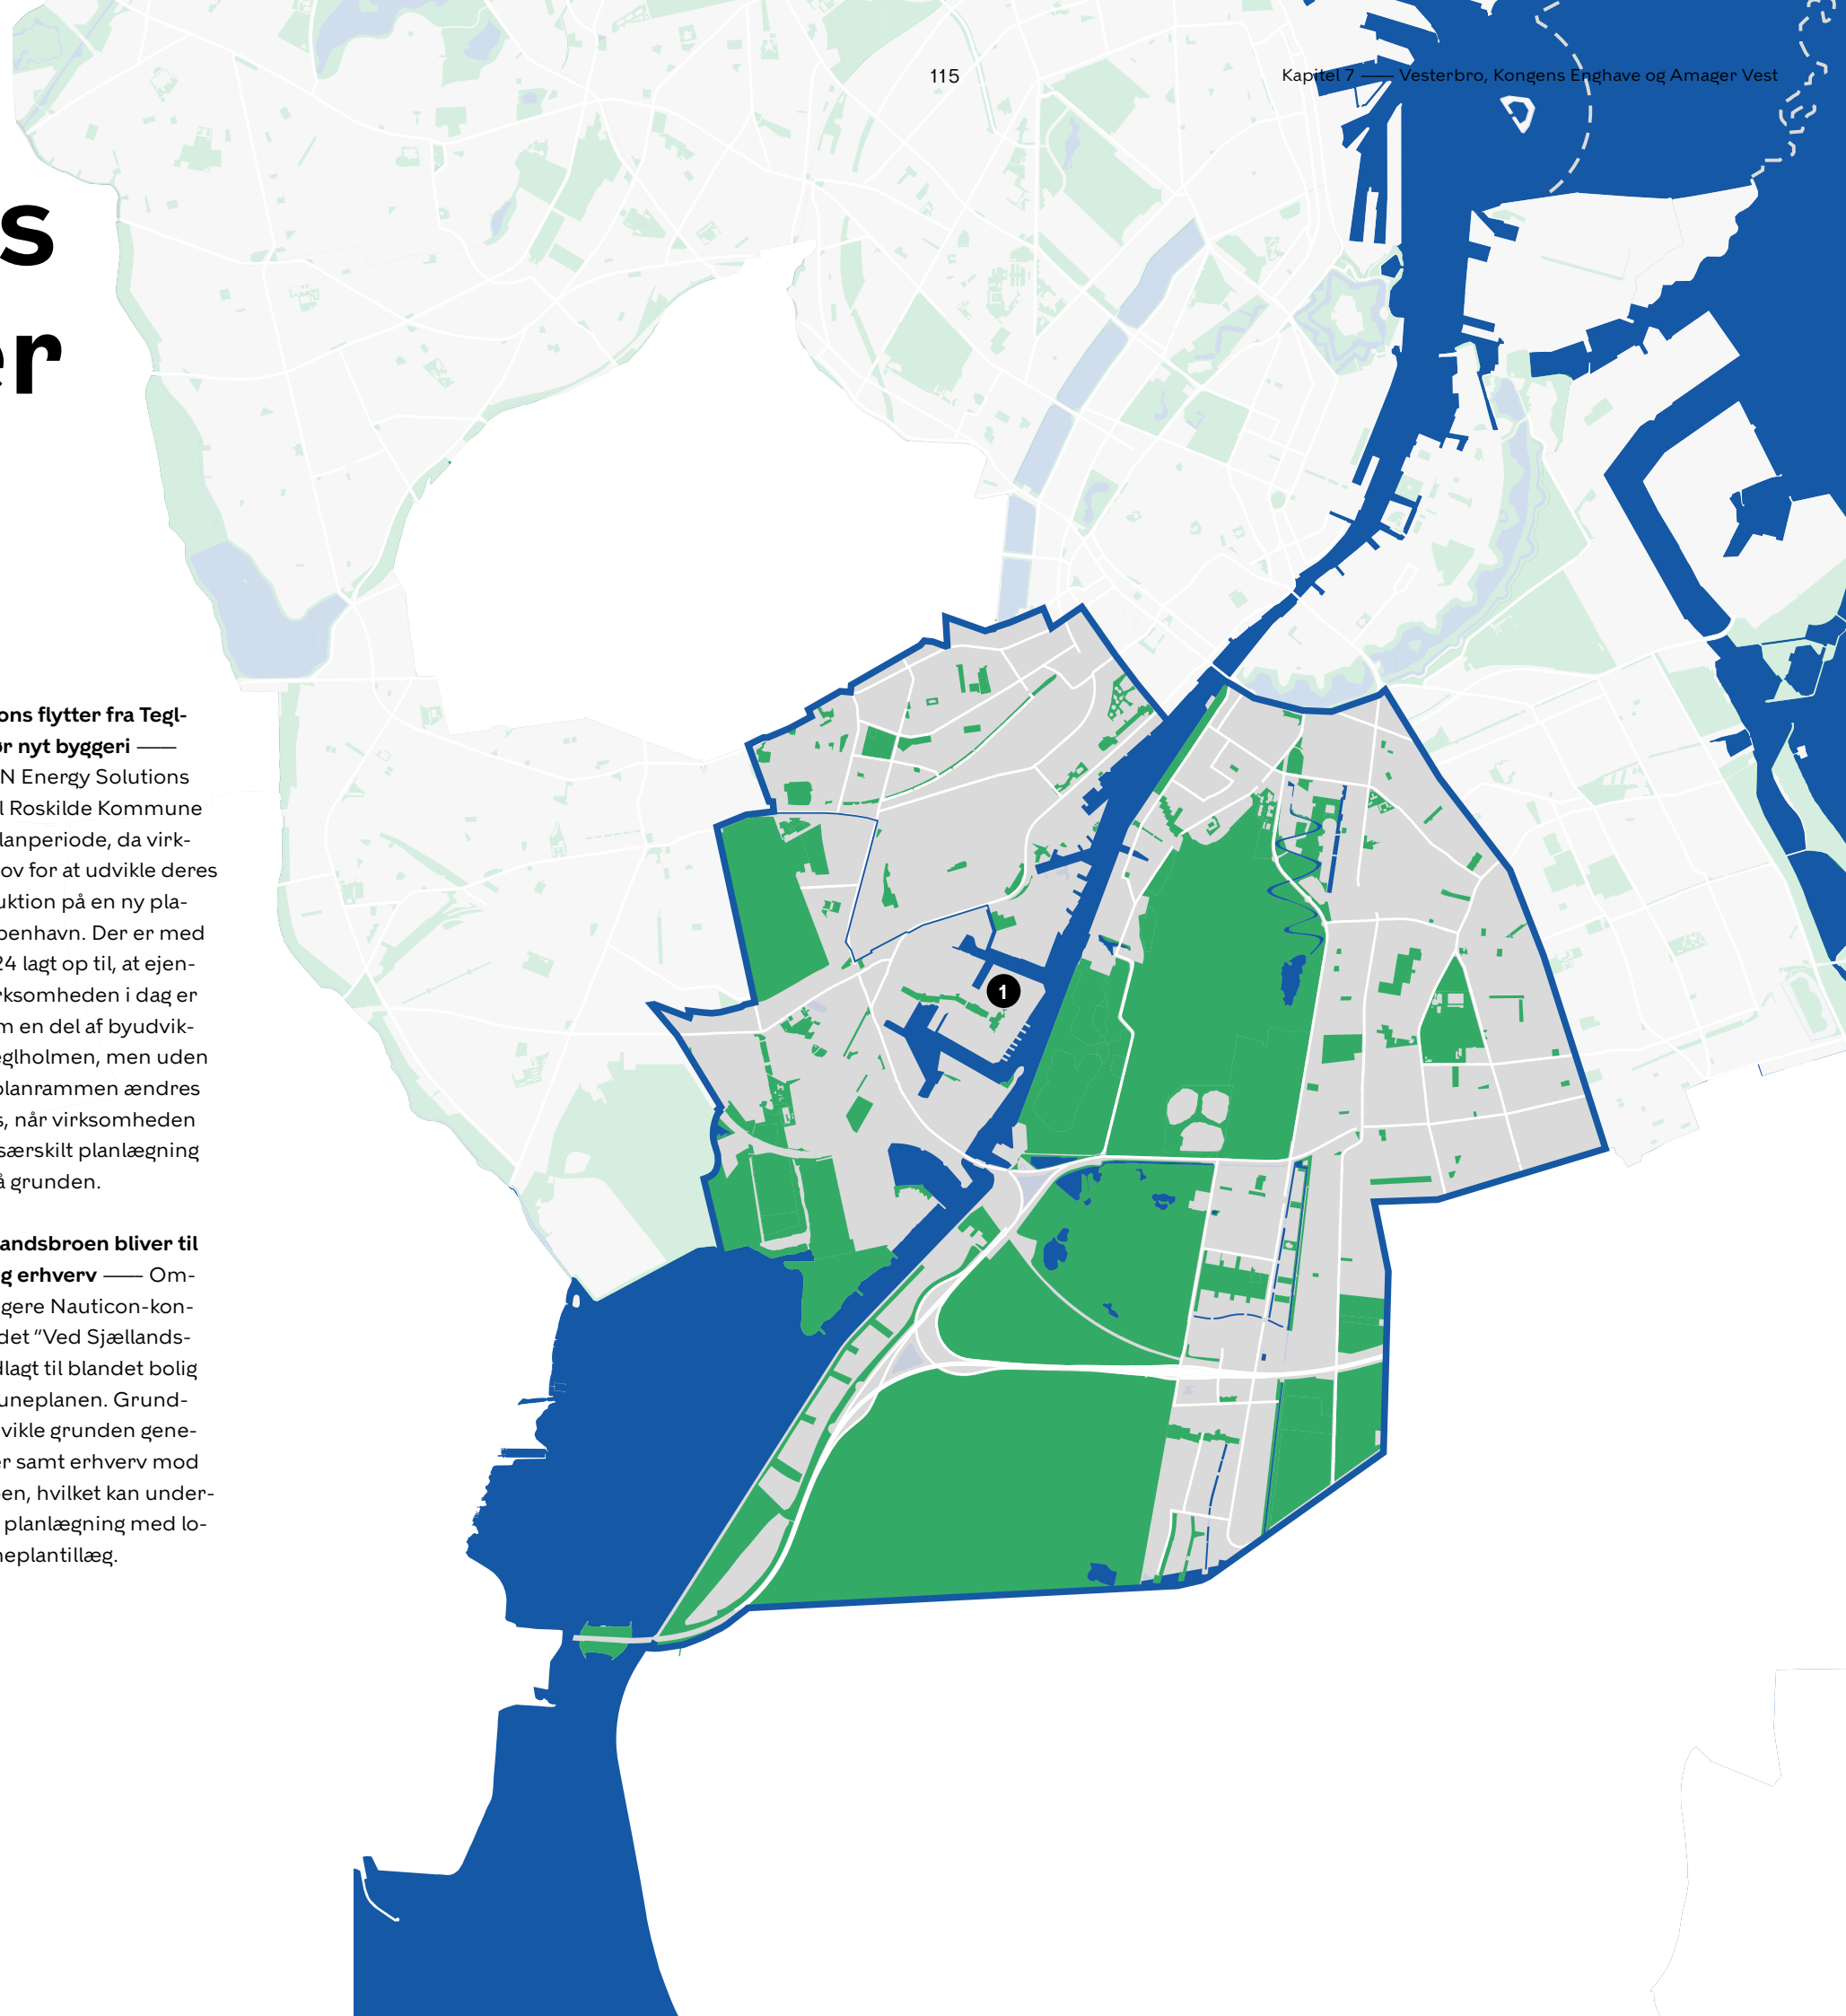 115
Kapitel 7 —— Vesterbro, Kongens Enghave og Amager Vest
s
er
ons flytter fra Tegl-
ør nyt byggeri ——
N Energy Solutions
l Roskilde Kommune
lanperiode, da virk-
ov for at udvikle deres
uktion på en ny pla-
benhavn. Der er med
24 lagt op til, at ejen-
rksomheden i dag er
m en del af byudvik-
eglholmen, men uden
planrammen ændres
s, når virksomheden
særskilt planlægning
å grunden.
andsbroen bliver til
g erhverv —— Om-
gere Nauticon-kon-
det “Ved Sjællands-
dlagt til blandet bolig
uneplanen. Grund-
vikle grunden gene-
er samt erhverv mod
oen, hvilket kan under-
planlægning med lo-
neplantillæg.
1